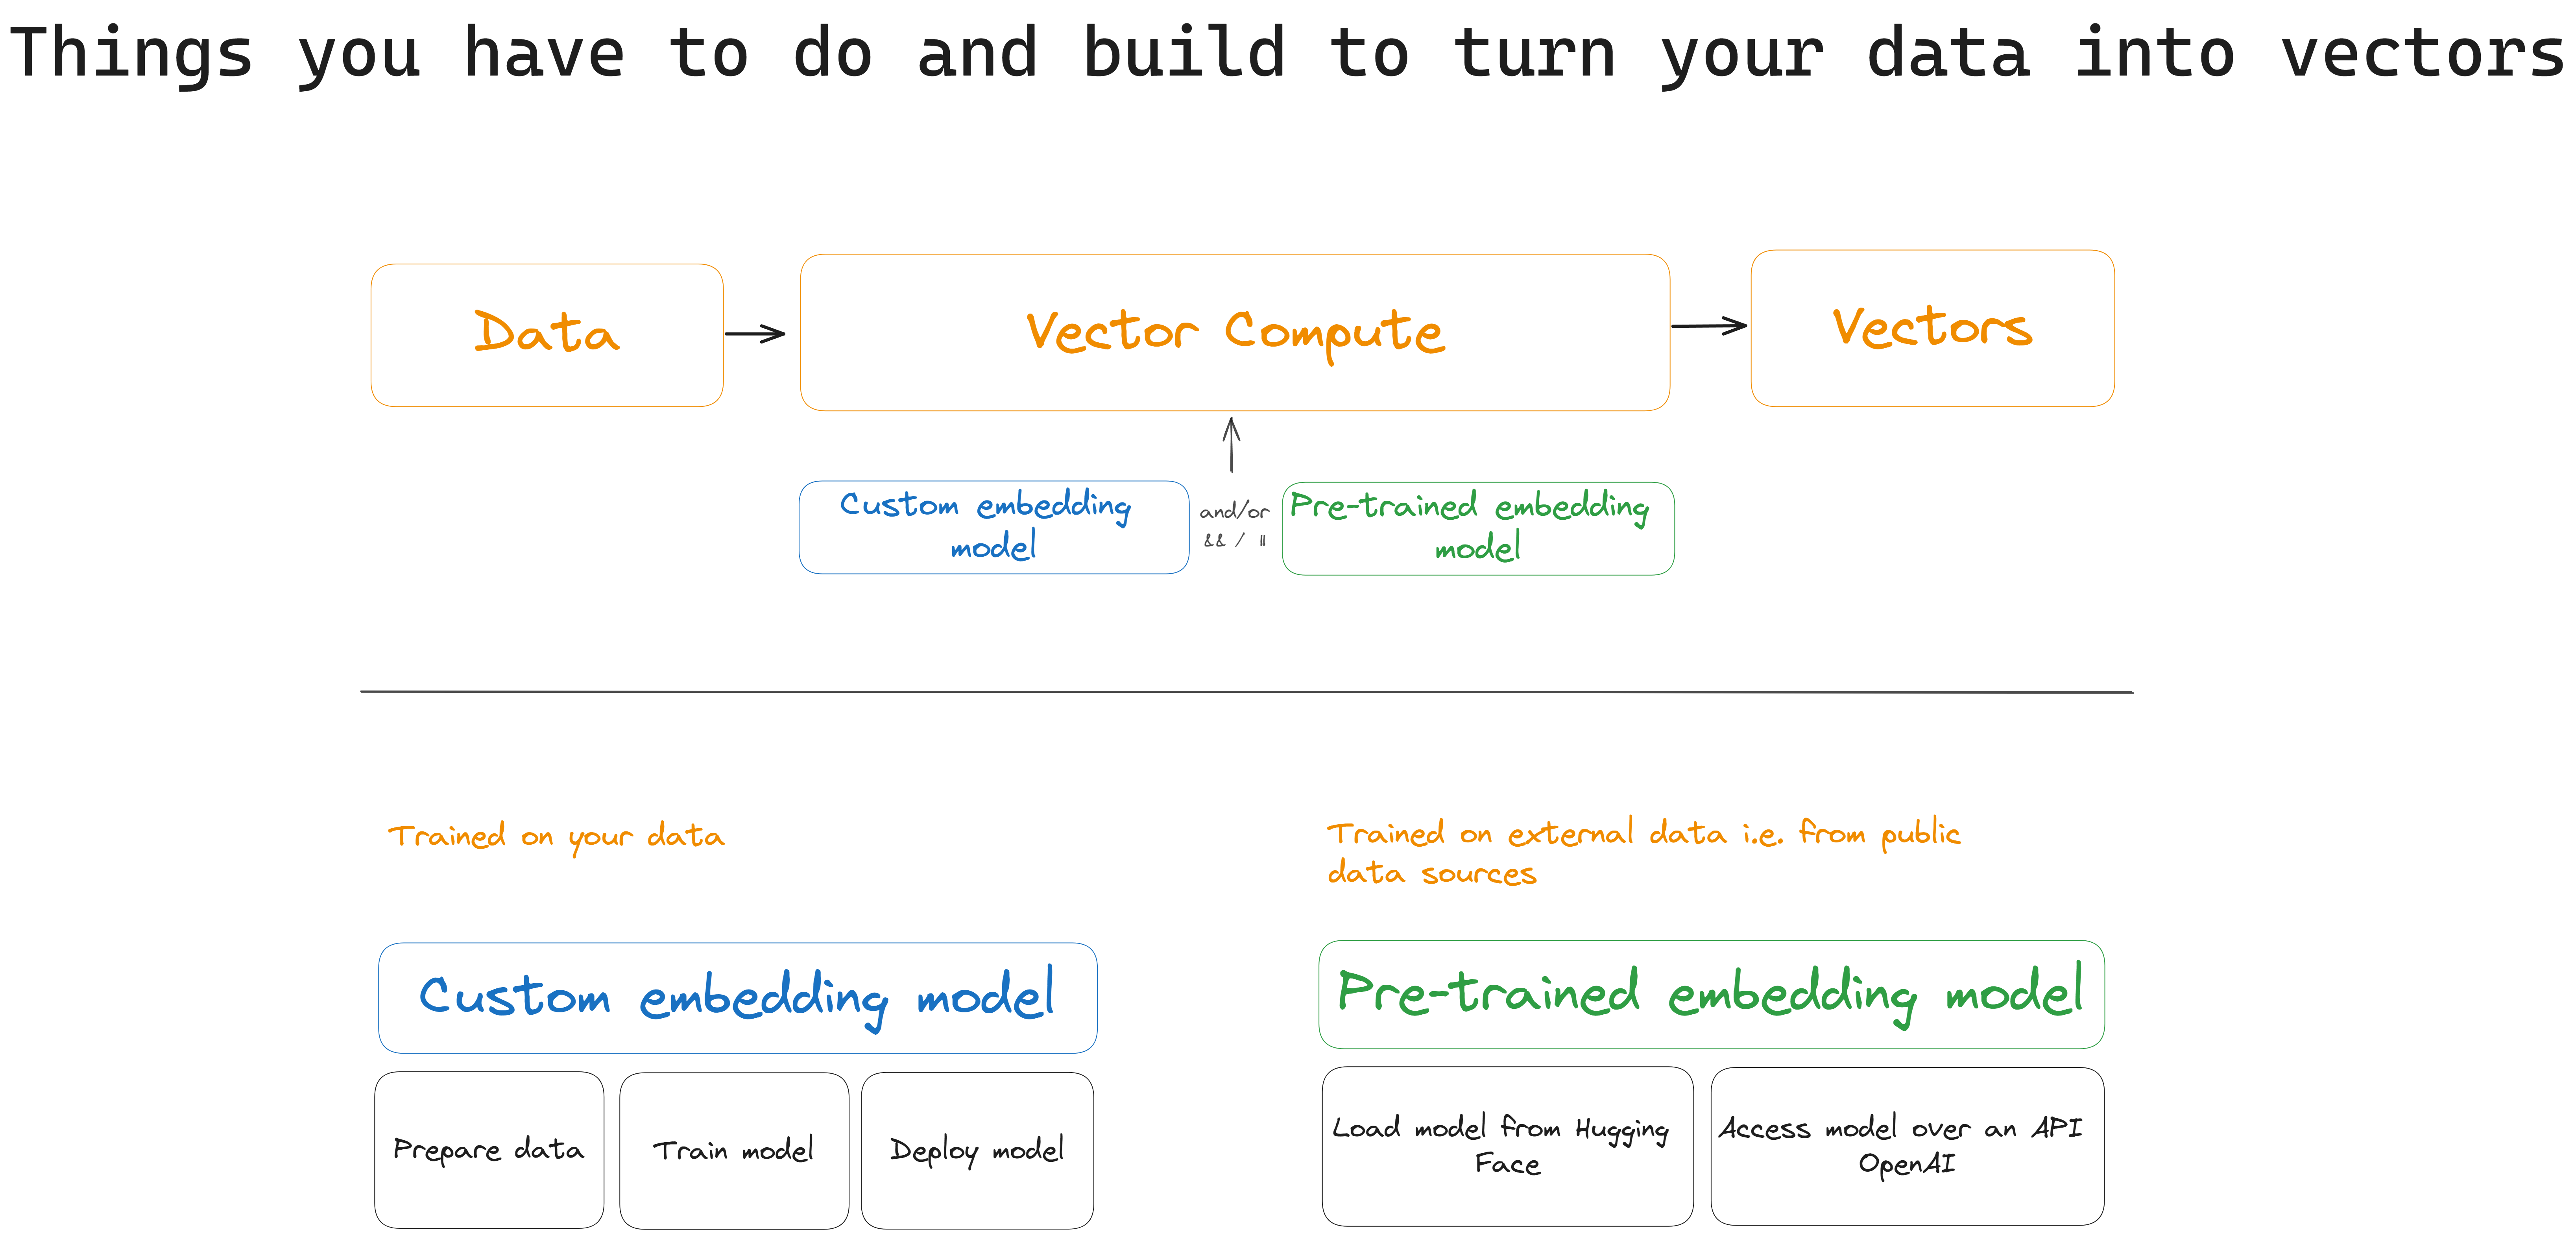 Things you have to do and build to turn your data into vectors
Data
Vector Compute
Vectors
Custom embedding
model
and/or
&& / ||
Pre-trained embedding
model
Trained on your data
Trained on external data i.e. from public
data sources
Custom embedding model
Pre-trained embedding model
Prepare data
Train model
Deploy model
Load model from Hugging
Face
Access model over an API
OpenAI